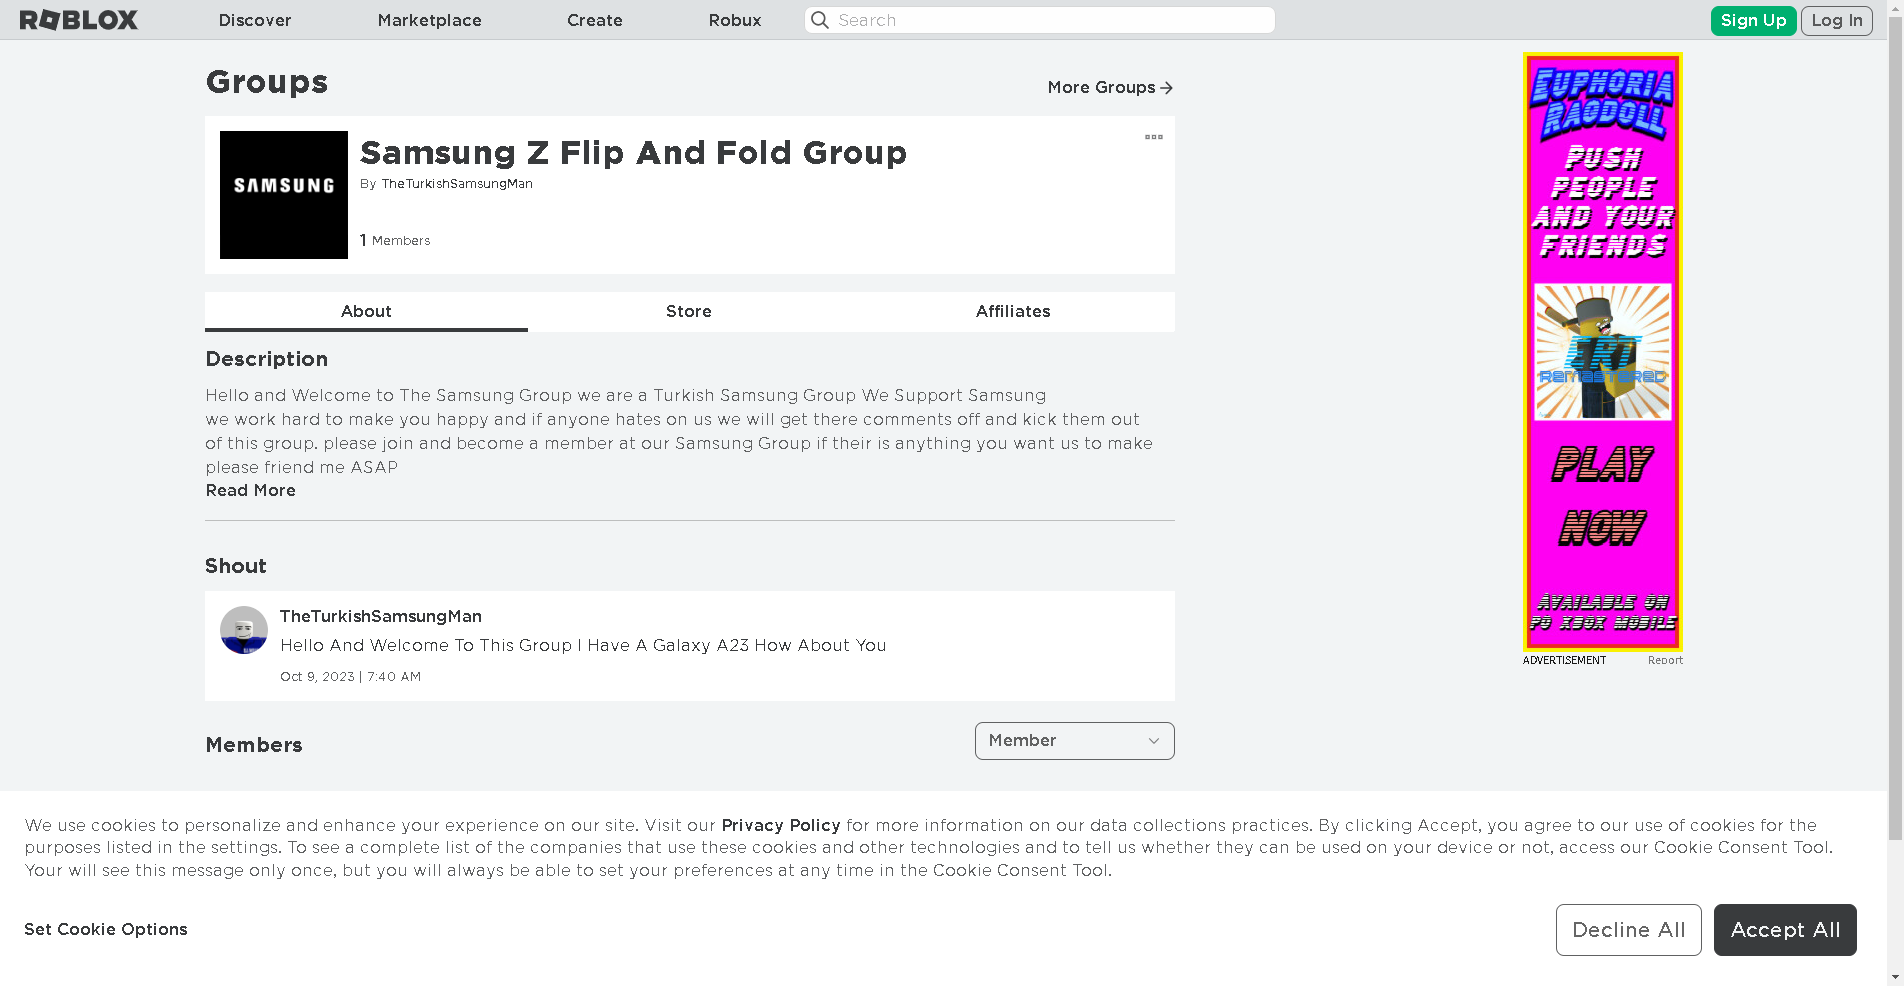 ROBLOX
Discover
Marketplace
Create
Robux
Search
Sign Up
Log In
Groups
More Groups
SAMSUNG
Samsung Z Flip And Fold Group
By TheTurkishSamsungMan
1 Members
About
Store
Affiliates
Description
Hello and Welcome to The Samsung Group we are a Turkish Samsung Group We Support Samsung
we work hard to make you happy and if anyone hates on us we will get there comments off and kick them out
of this group. please join and become a member at our Samsung Group if their is anything you want us to make
please friend me ASAP
Read More
Shout
TheTurkishSamsungMan
Hello And Welcome To This Group I Have A Galaxy A23 How About You
Oct 9, 2023 | 7:40 AM
Members
Member
EUPHORIA
RAGDOLL
PUSH
PEOPLE
AND YOUR
FRIENDS
ERT
REMASTERED
PLAY
NOW
AVAILABLE ON
PC XBOX MOBILE
ADVERTISEMENT
Report
We use cookies to personalize and enhance your experience on our site. Visit our Privacy Policy for more information on our data collections practices. By clicking Accept, you agree to our use of cookies for the
purposes listed in the settings. To see a complete list of the companies that use these cookies and other technologies and to tell us whether they can be used on your device or not, access our Cookie Consent Tool.
Your will see this message only once, but you will always be able to set your preferences at any time in the Cookie Consent Tool.
Set Cookie Options
Decline All
Accept All